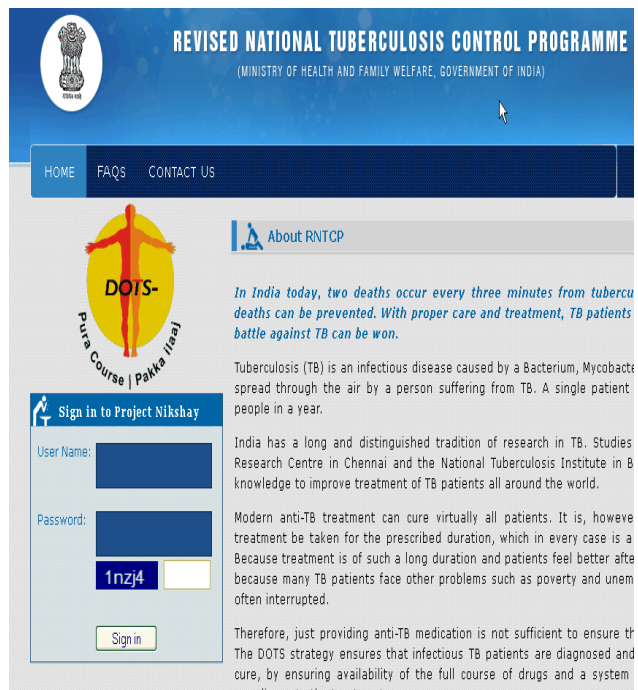 REVISED NATIONAL TUBERCULOSIS CONTROL PROGRAMME
(MINISTRY OF HEALTH AND FAMILY WELFARE, GOVERNMENT OF INDIA)
HOME FAQS CONTACT US
DOTS-
Pura Course | Pakka Ilaaj
Sign in to Project Nikshay
User Name:
Password:
1nzj4
Sign in
About RNTCP
In India today, two deaths occur every three minutes from tubercu
deaths can be prevented. With proper care and treatment, TB patients
battle against TB can be won.
Tuberculosis (TB) is an infectious disease caused by a Bacterium, Mycobacte
spread through the air by a person suffering from TB. A single patient
people in a year.
India has a long and distinguished tradition of research in TB. Studies
Research Centre in Chennai and the National Tuberculosis Institute in B
knowledge to improve treatment of TB patients all around the world.
Modern anti-TB treatment can cure virtually all patients. It is, howeve
treatment be taken for the prescribed duration, which in every case is a
Because treatment is of such a long duration and patients feel better afte
because many TB patients face other problems such as poverty and unem
often interrupted.
Therefore, just providing anti-TB medication is not sufficient to ensure th
The DOTS strategy ensures that infectious TB patients are diagnosed and
cure, by ensuring availability of the full course of drugs and a system